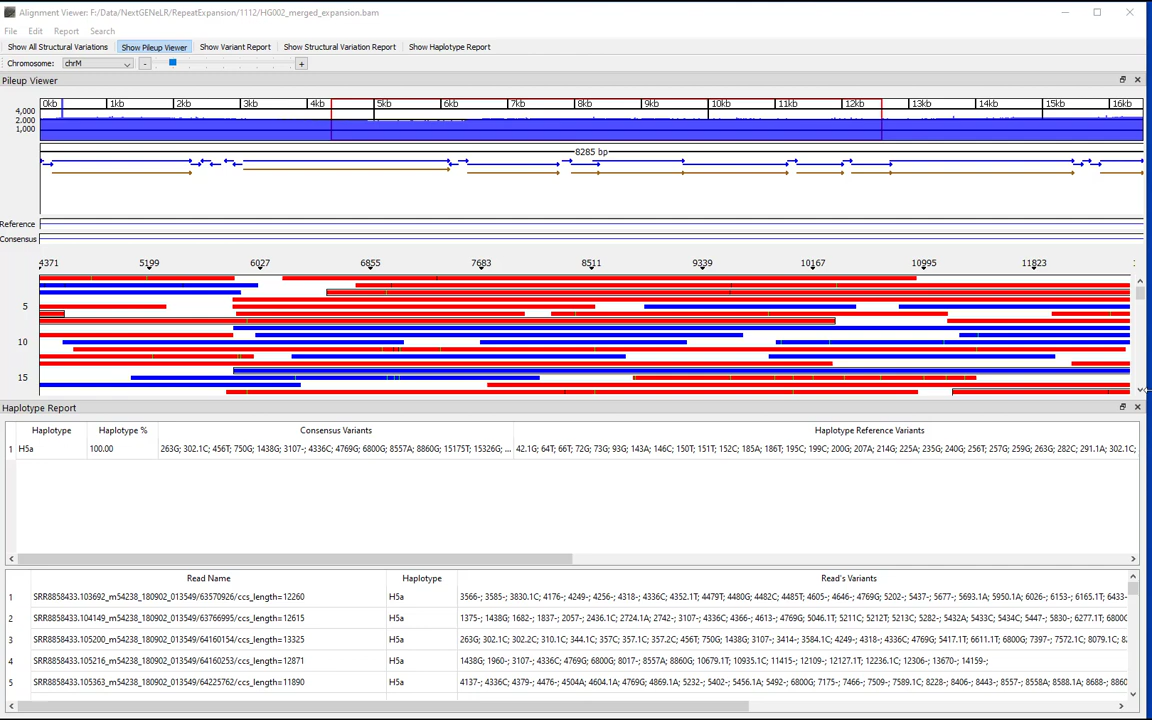 Alignment Viewer: F:/Data/NextGENeLR/RepeatExpansion/1112/HG002_merged_expansion.bam
File Edit Report Search
Show All Structural Variations Show Pileup Viewer Show Variant Report Show Structural Variation Report Show Haplotype Report
Chromosome: chrM - +
Pileup Viewer
0kb 1kb 2kb 3kb 4kb 5kb 6kb 7kb 8kb 9kb 10kb 11kb 12kb 13kb 14kb 15kb 16kb
4,000
2,000
1,000
8285 bp
Reference
Consensus
4371 5199 6027 6855 7683 8511 9339 10167 10995 11823
5
10
15
Haplotype Report
Haplotype Haplotype % Consensus Variants Haplotype Reference Variants
1 H5a 100.00 263G; 302.1C; 456T; 750G; 1438G; 3107-; 4336C; 4769G; 6800G; 8557A; 8860G; 15175T; 15326G; ... 42.1G; 64T; 66T; 72G; 73G; 93G; 143A; 146C; 150T; 151T; 152C; 185A; 186T; 195C; 199C; 200G; 207A; 214G; 225A; 235G; 240G; 256T; 257G; 259G; 263G; 282C; 291.1A; 302.1C;
Read Name Haplotype Read's Variants
1 SRR8858433.103692_m54238_180902_013549/63570926/ccs_length=12260 H5a 3566-; 3585-; 3830.1C; 4176-; 4249-; 4256-; 4318-; 4336C; 4352.1T; 4479T; 4480G; 4482C; 4485T; 4605-; 4646-; 4769G; 5202-; 5437-; 5677-; 5693.1A; 5950.1A; 6026-; 6153-; 6165.1T; 6433-
2 SRR8858433.104149_m54238_180902_013549/63766995/ccs_length=12615 H5a 1375-; 1438G; 1682-; 1837-; 2057-; 2436.1C; 2724.1A; 2742-; 3107-; 4336C; 4366-; 4613-; 4769G; 5046.1T; 5211C; 5212T; 5213C; 5282-; 5432A; 5433C; 5434C; 5447-; 5830-; 6277.1T; 6800G
3 SRR8858433.105200_m54238_180902_013549/64160154/ccs_length=13325 H5a 263G; 302.1C; 302.2C; 310.1C; 344.1C; 357C; 357.1C; 357.2C; 456T; 750G; 1438G; 3107-; 3414-; 3584.1C; 4249-; 4318-; 4336C; 4769G; 5417.1T; 6611.1T; 6800G; 7397-; 7572.1C; 8079.1C; 82
4 SRR8858433.105216_m54238_180902_013549/64160253/ccs_length=12871 H5a 1438G; 1960-; 3107-; 4336C; 4769G; 6800G; 8017-; 8557A; 8860G; 10679.1T; 10935.1C; 11415-; 12109-; 12127.1T; 12236.1C; 12306-; 13670-; 14159-;
5 SRR8858433.105363_m54238_180902_013549/64225762/ccs_length=11890 H5a 4137-; 4336C; 4379-; 4476-; 4504A; 4604.1A; 4769G; 4869.1A; 5232-; 5402-; 5456.1A; 5492-; 6800G; 7175-; 7466-; 7509-; 7589.1C; 8228-; 8406-; 8443-; 8557-; 8558A; 8588.1A; 8688-; 8860